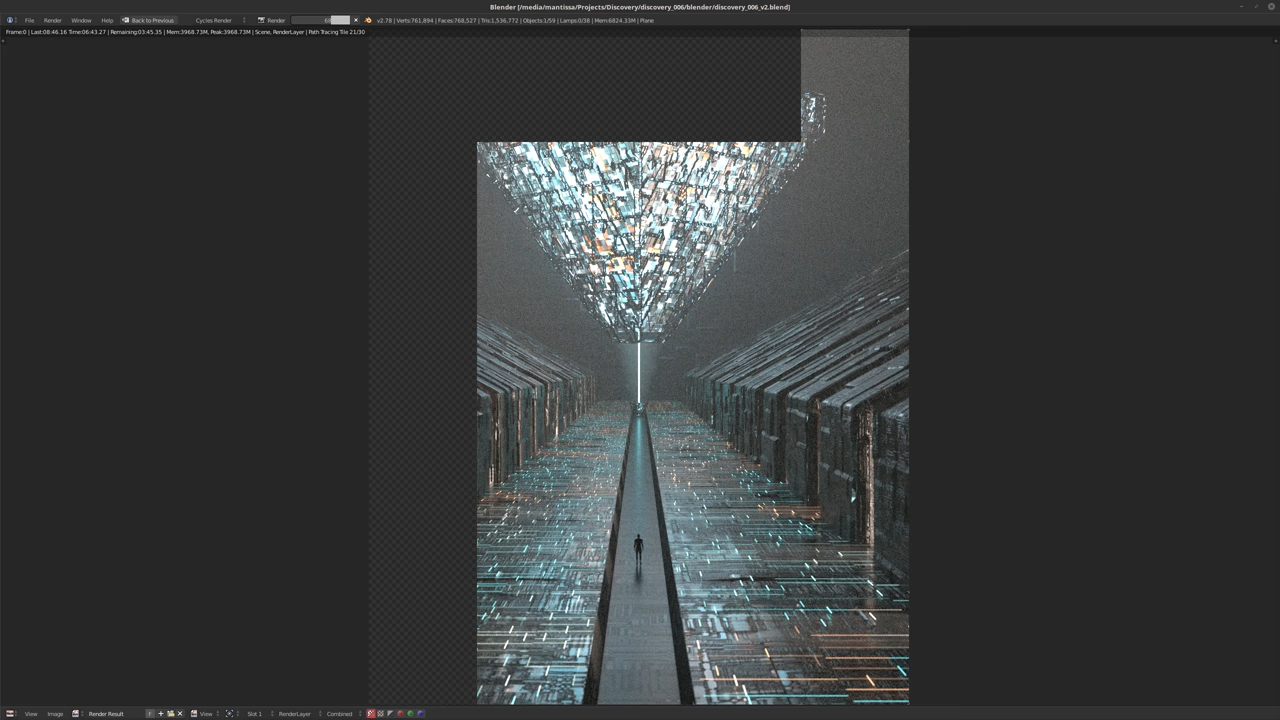 Blender [/media/mantissa/Projects/Discovery/discovery_006/blender/discovery_006_v2.blend]
File Render Window Help Back to Previous Cycles Render Render v2.78 | Verts:761,894 | Faces:768,527 | Tris:1,536,772 | Objects:1/59 | Lamps:0/38 | Mem:6824.33M | Plane
Frame:0 | Last:08:46.16 Time:06:43.27 | Remaining:03:45.35 | Mem:3968.73M, Peak:3968.73M | Scene, RenderLayer | Path Tracing Tile 21/30
View Image Render Result F View Slot 1 RenderLayer Combined